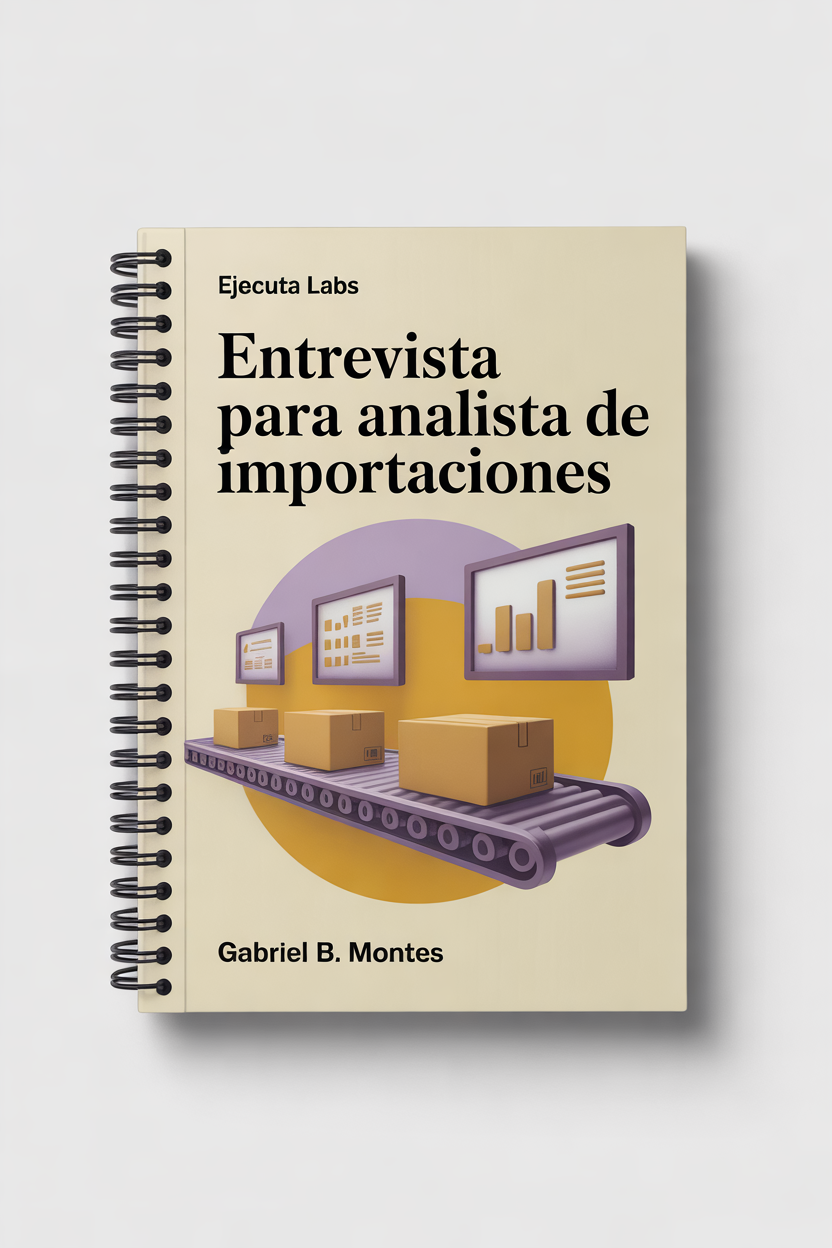 Ejecuta Labs
Entrevista
para analista de
importaciones
Gabriel B. Montes